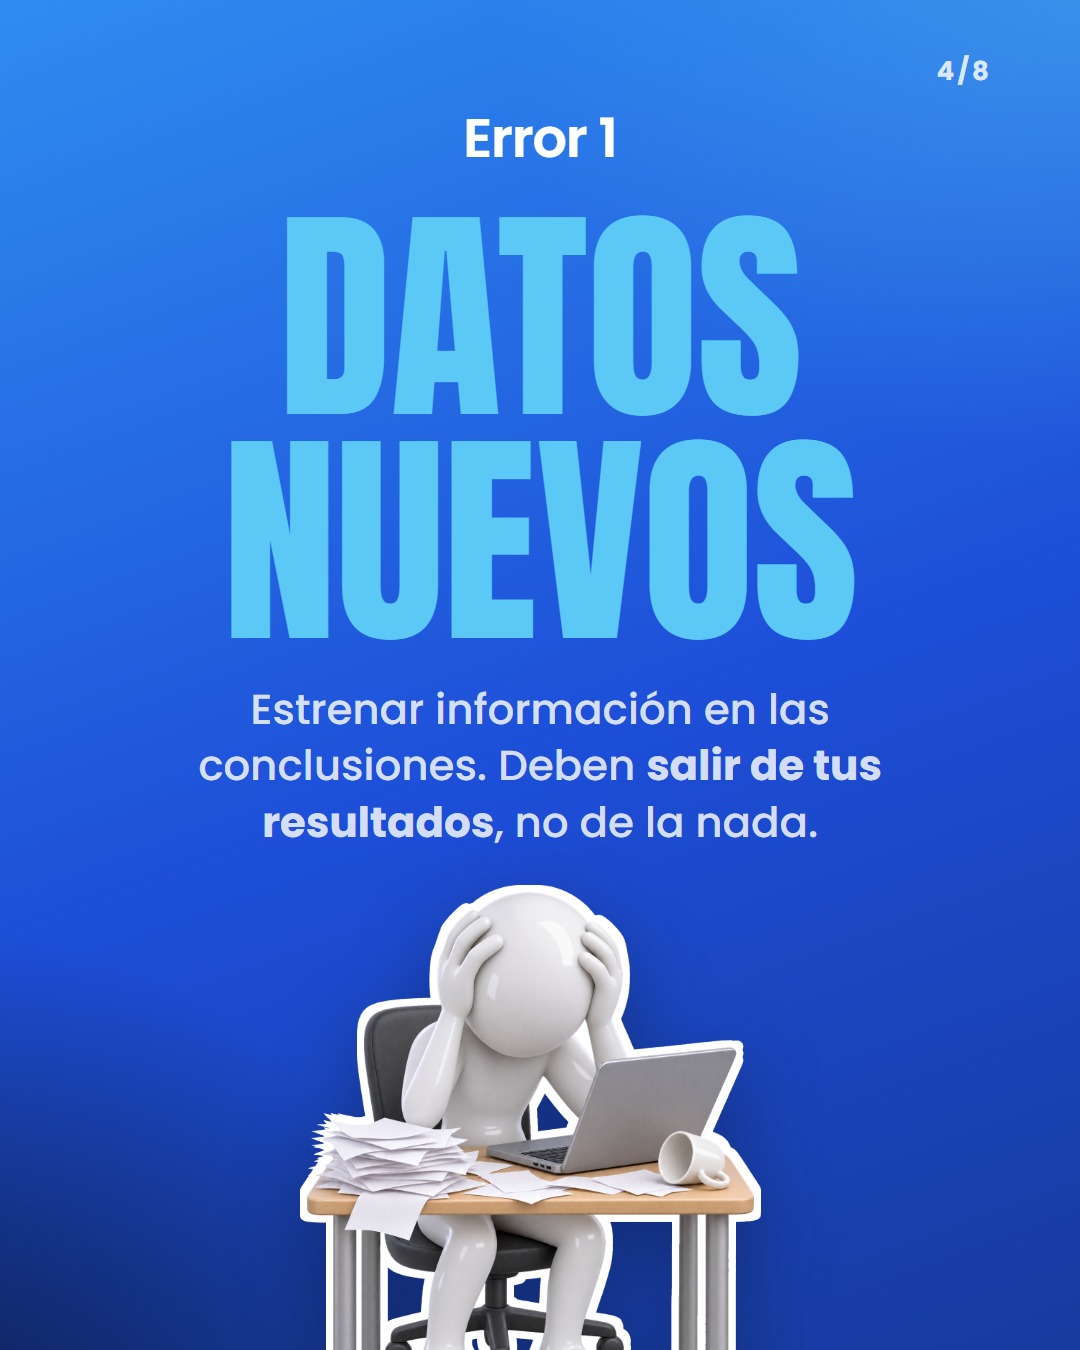 4/8
Error 1
DATOS
NUEVOS
Estrenar información en las
conclusiones. Deben salir de tus
resultados, no de la nada.